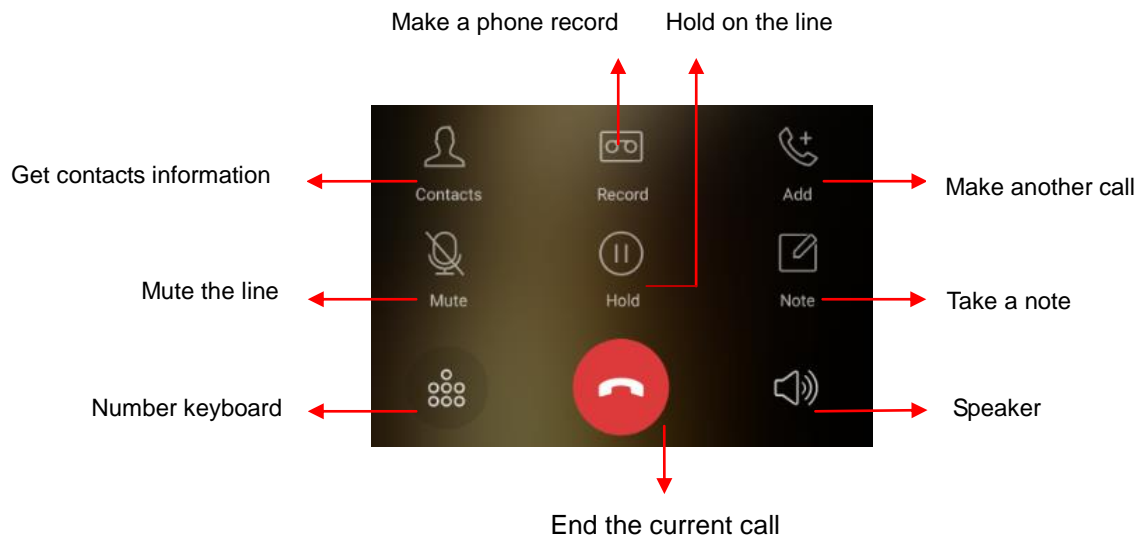 Make a phone record
Hold on the line
Get contacts information
Contacts
Record
Add
Make another call
Mute the line
Mute
Hold
Note
Take a note
Number keyboard
Speaker
End the current call